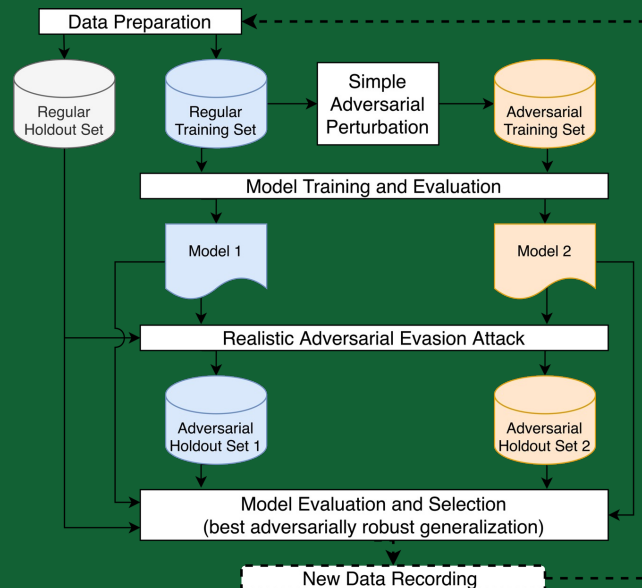 Data Preparation
Regular
Holdout Set
Regular
Training Set
Simple
Adversarial
Perturbation
Adversarial
Training Set
Model Training and Evaluation
Model 1
Model 2
Realistic Adversarial Evasion Attack
Adversarial
Holdout Set 1
Adversarial
Holdout Set 2
Model Evaluation and Selection
(best adversarially robust generalization)
New Data Recording